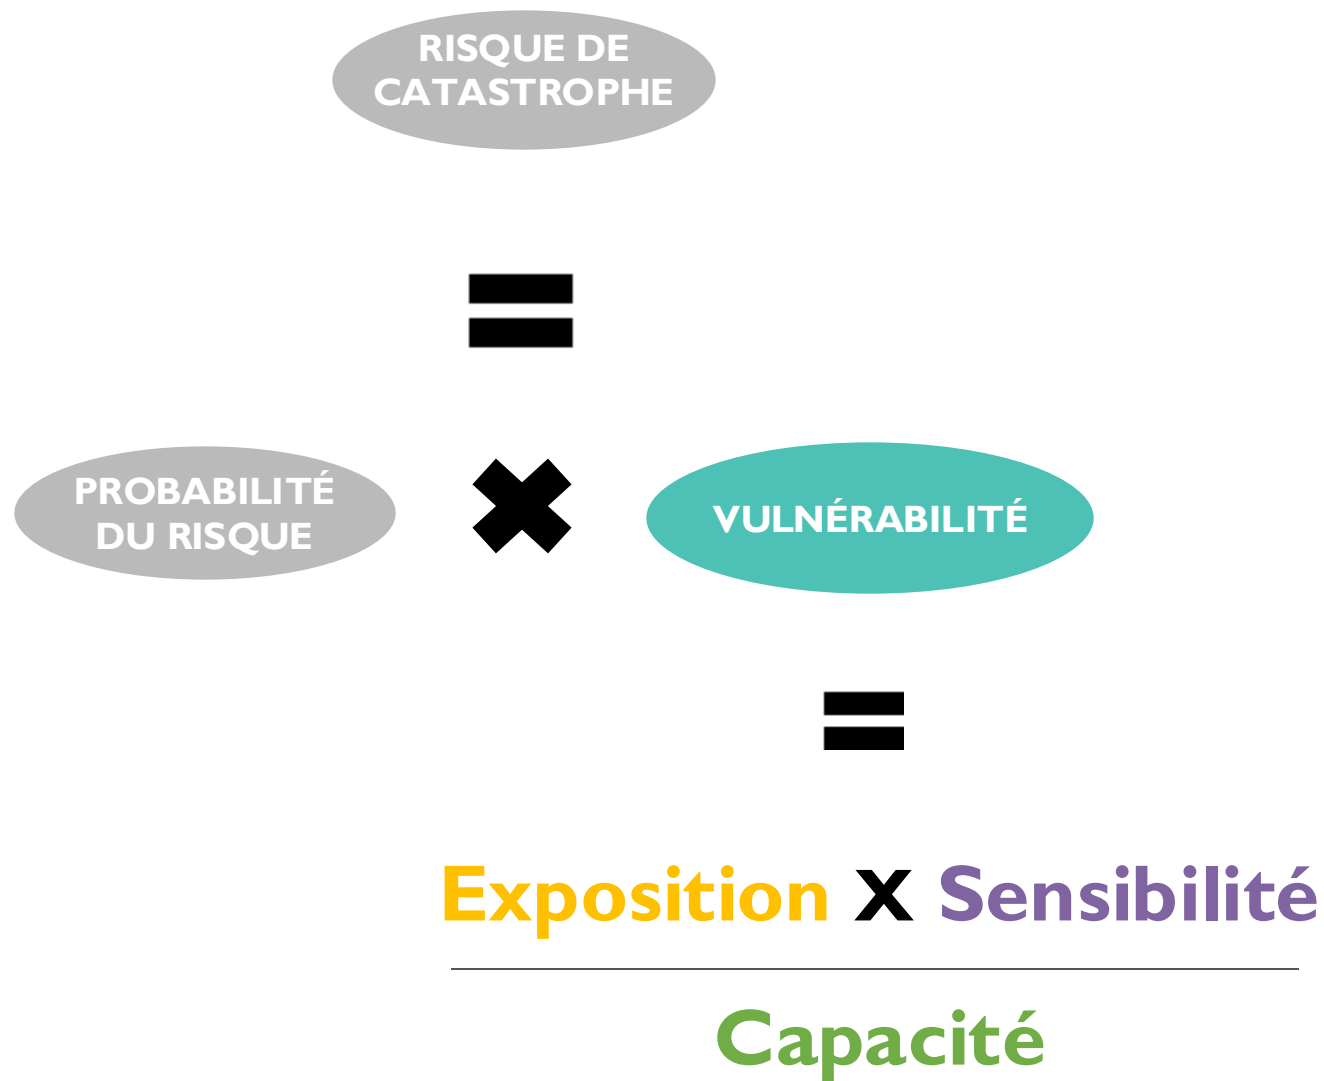 RISQUE DE
CATASTROPHE
=
PROBABILITÉ
DU RISQUE
✖
VULNÉRABILITÉ
=
Exposition x Sensibilité
Capacité